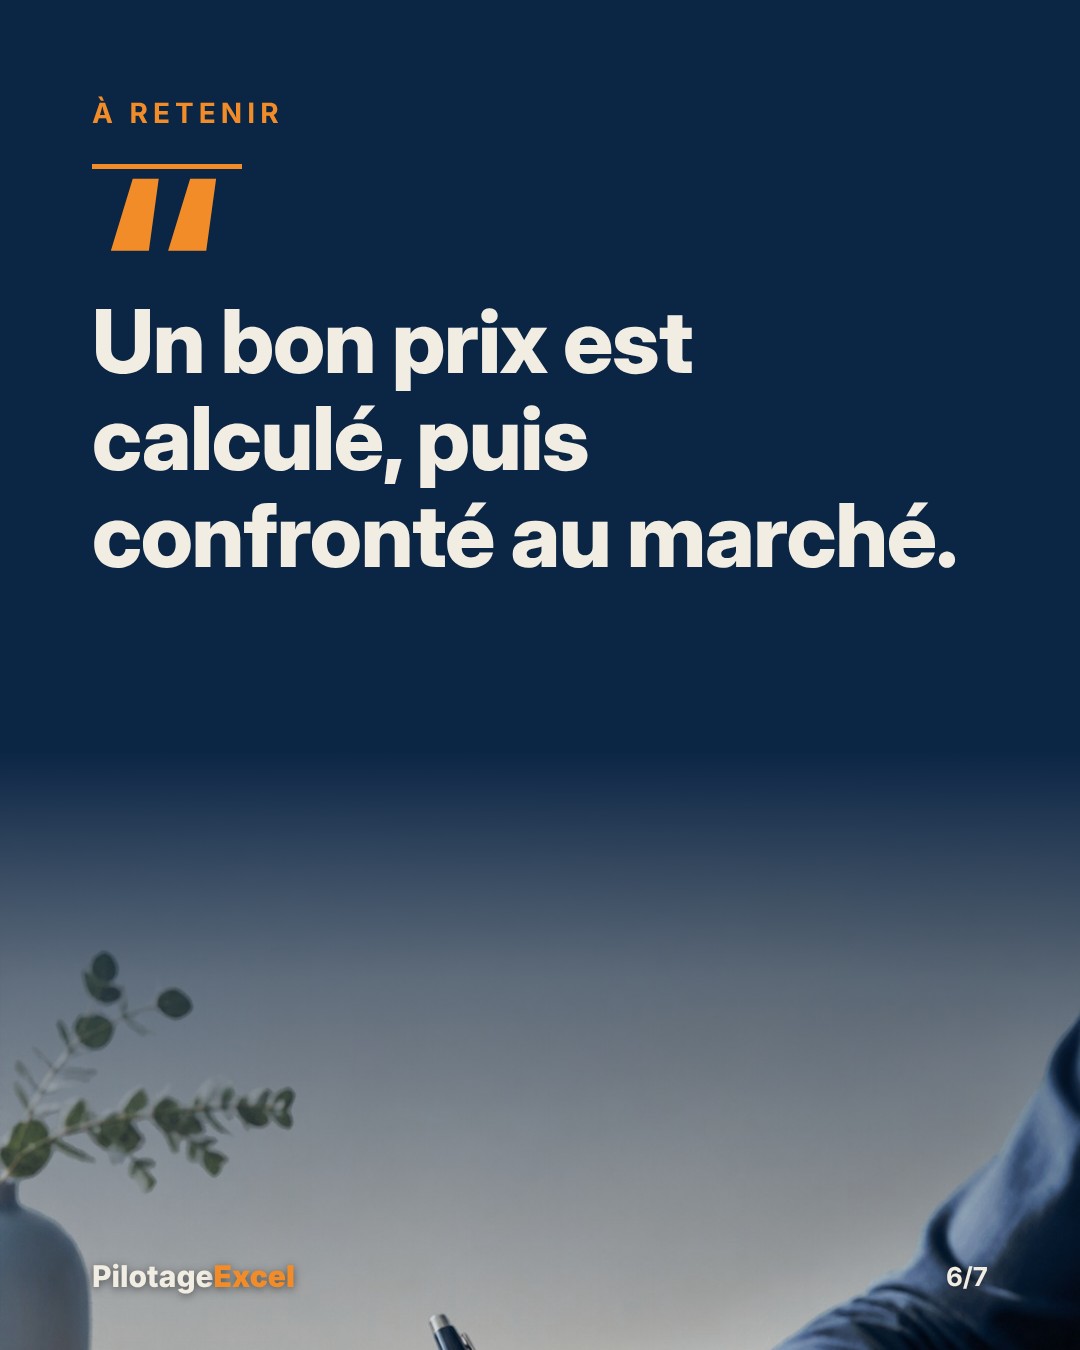 À RETENIR
"
Un bon prix est
calculé, puis
confronté au marché.
PilotageExcel
6/7